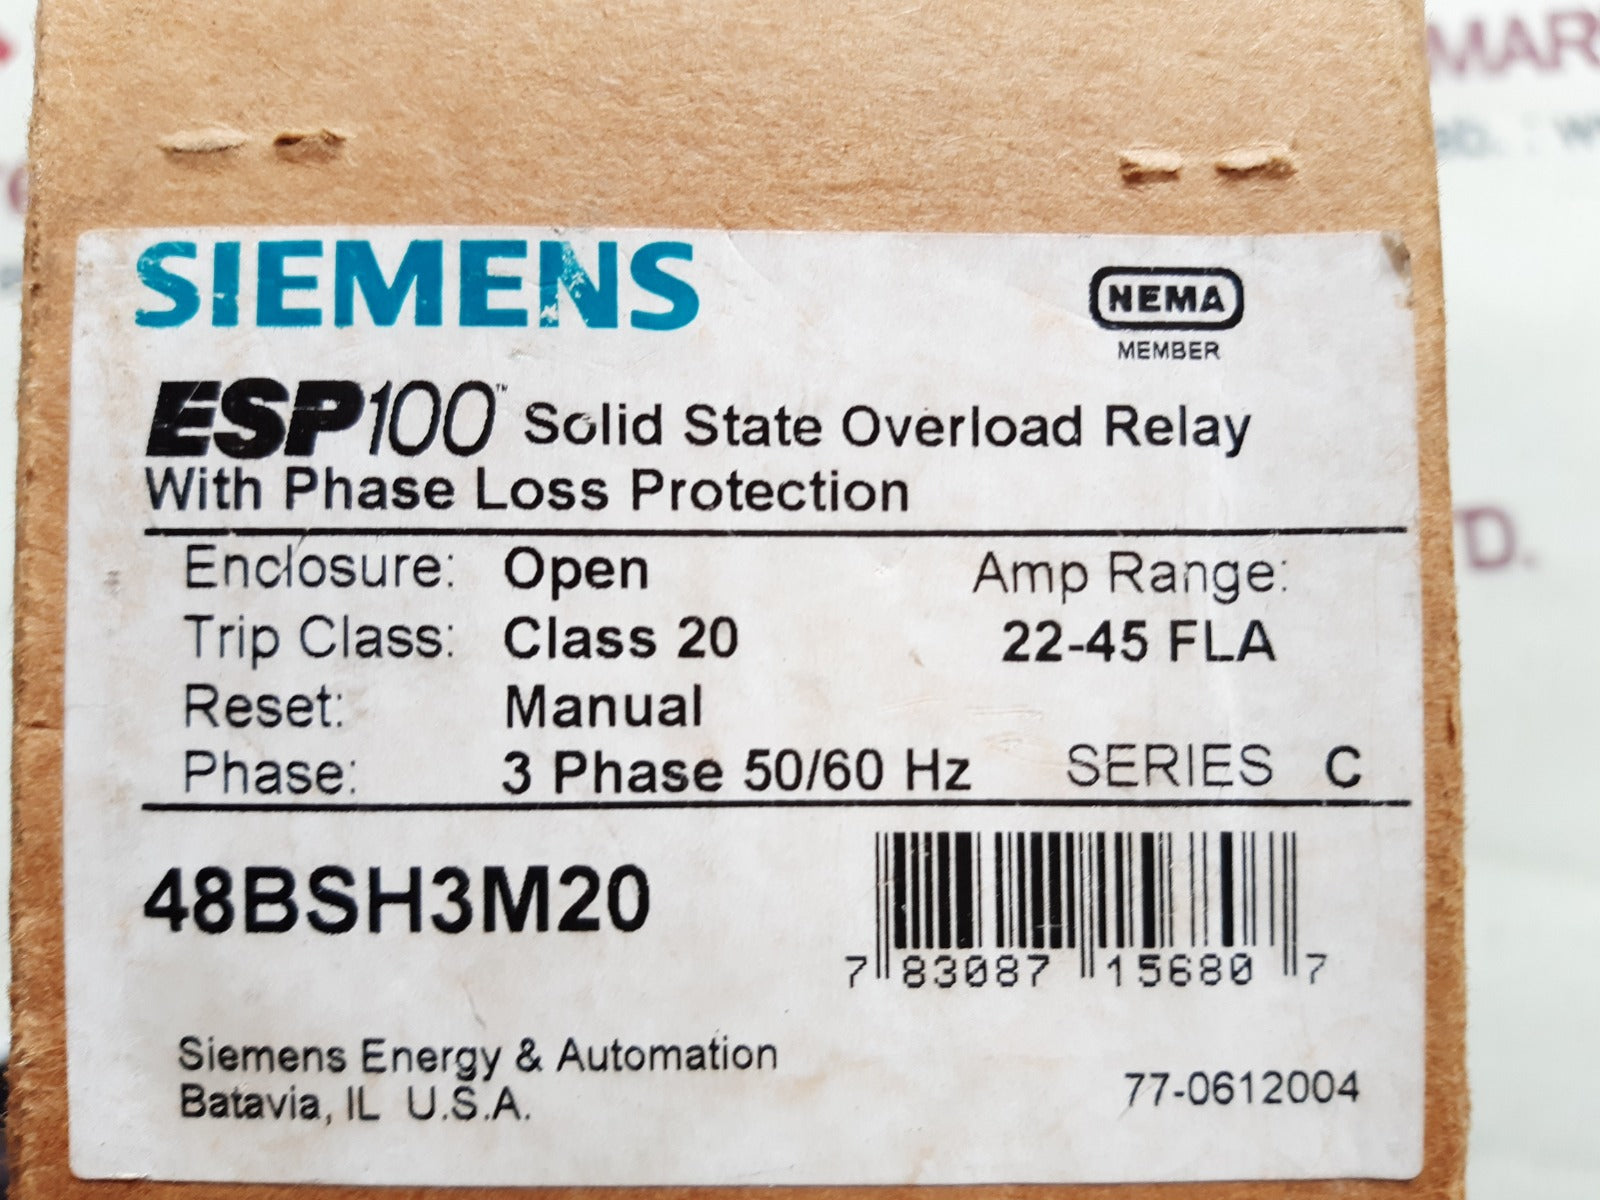 SIEMENS
NEMA
MEMBER
ESP100™ Solid State Overload Relay
With Phase Loss Protection
Enclosure: Open
Amp Range:
Trip Class: Class 20
22-45 FLA
Reset: Manual
Phase: 3 Phase 50/60 Hz
SERIES C
48BSH3M20
7 83087 15680 7
Siemens Energy & Automation
Batavia, IL U.S.A.
77-0612004